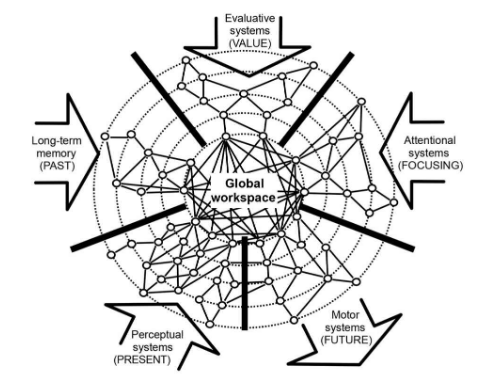 Evaluative
systems
(VALUE)
Long-term
memory
(PAST)
Attentional
systems
(FOCUSING)
Global
workspace
Perceptual
systems
(PRESENT)
Motor
systems
(FUTURE)